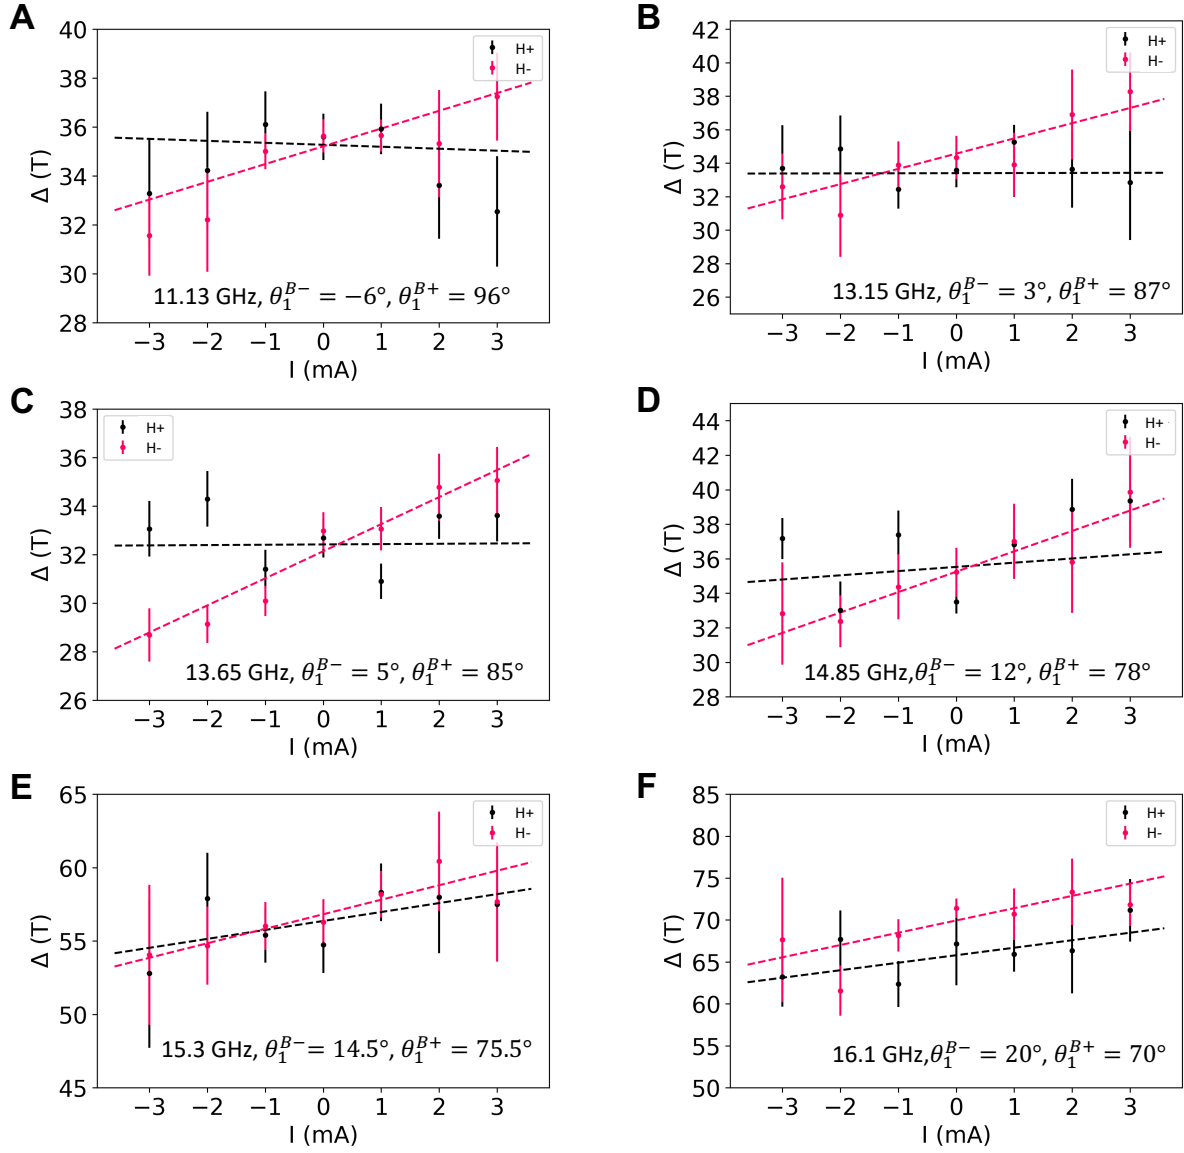 A
40
38
36
34
32
30
28
Δ (T)
H+
H-
11.13 GHz, θ₁ᴮ⁻ = −6°, θ₁ᴮ⁺ = 96°
−3 −2 −1 0 1 2 3
I (mA)
B
42
40
38
36
34
32
30
28
26
Δ (T)
H+
H-
13.15 GHz, θ₁ᴮ⁻ = 3°, θ₁ᴮ⁺ = 87°
−3 −2 −1 0 1 2 3
I (mA)
C
38
36
34
32
30
28
26
Δ (T)
H+
H-
13.65 GHz, θ₁ᴮ⁻ = 5°, θ₁ᴮ⁺ = 85°
−3 −2 −1 0 1 2 3
I (mA)
D
44
42
40
38
36
34
32
30
28
Δ (T)
H+
H-
14.85 GHz,θ₁ᴮ⁻ = 12°, θ₁ᴮ⁺ = 78°
−3 −2 −1 0 1 2 3
I (mA)
E
65
60
55
50
45
Δ (T)
H+
H-
15.3 GHz, θ₁ᴮ⁻= 14.5°, θ₁ᴮ⁺ = 75.5°
−3 −2 −1 0 1 2 3
I (mA)
F
85
80
75
70
65
60
55
50
Δ (T)
H+
H-
16.1 GHz,θ₁ᴮ⁻ = 20°, θ₁ᴮ⁺ = 70°
−3 −2 −1 0 1 2 3
I (mA)